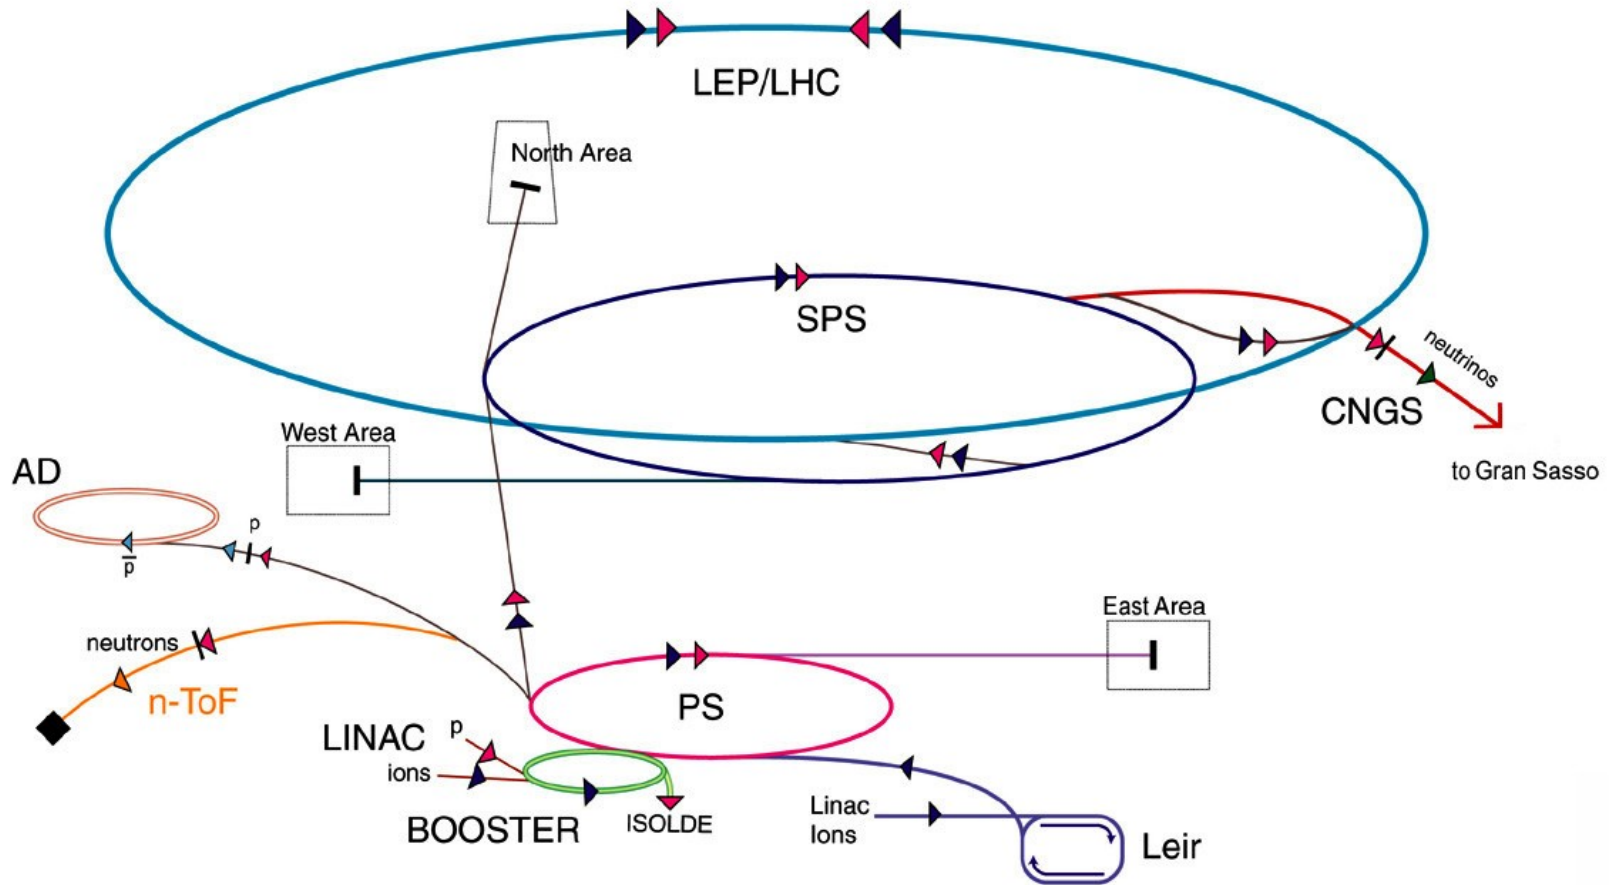 LEP/LHC
North Area
SPS
neutrinos
CNGS
West Area
to Gran Sasso
AD
p
p
East Area
neutrons
n-ToF
PS
LINAC
p
ions
Linac
Ions
BOOSTER
ISOLDE
Leir